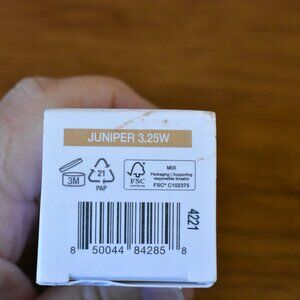 JUNIPER 3.25W
3M
21
PAP
FSC
MIX
Packaging | Supporting
responsible forestry
FSC® C102375
4221
8 50044 84285 8